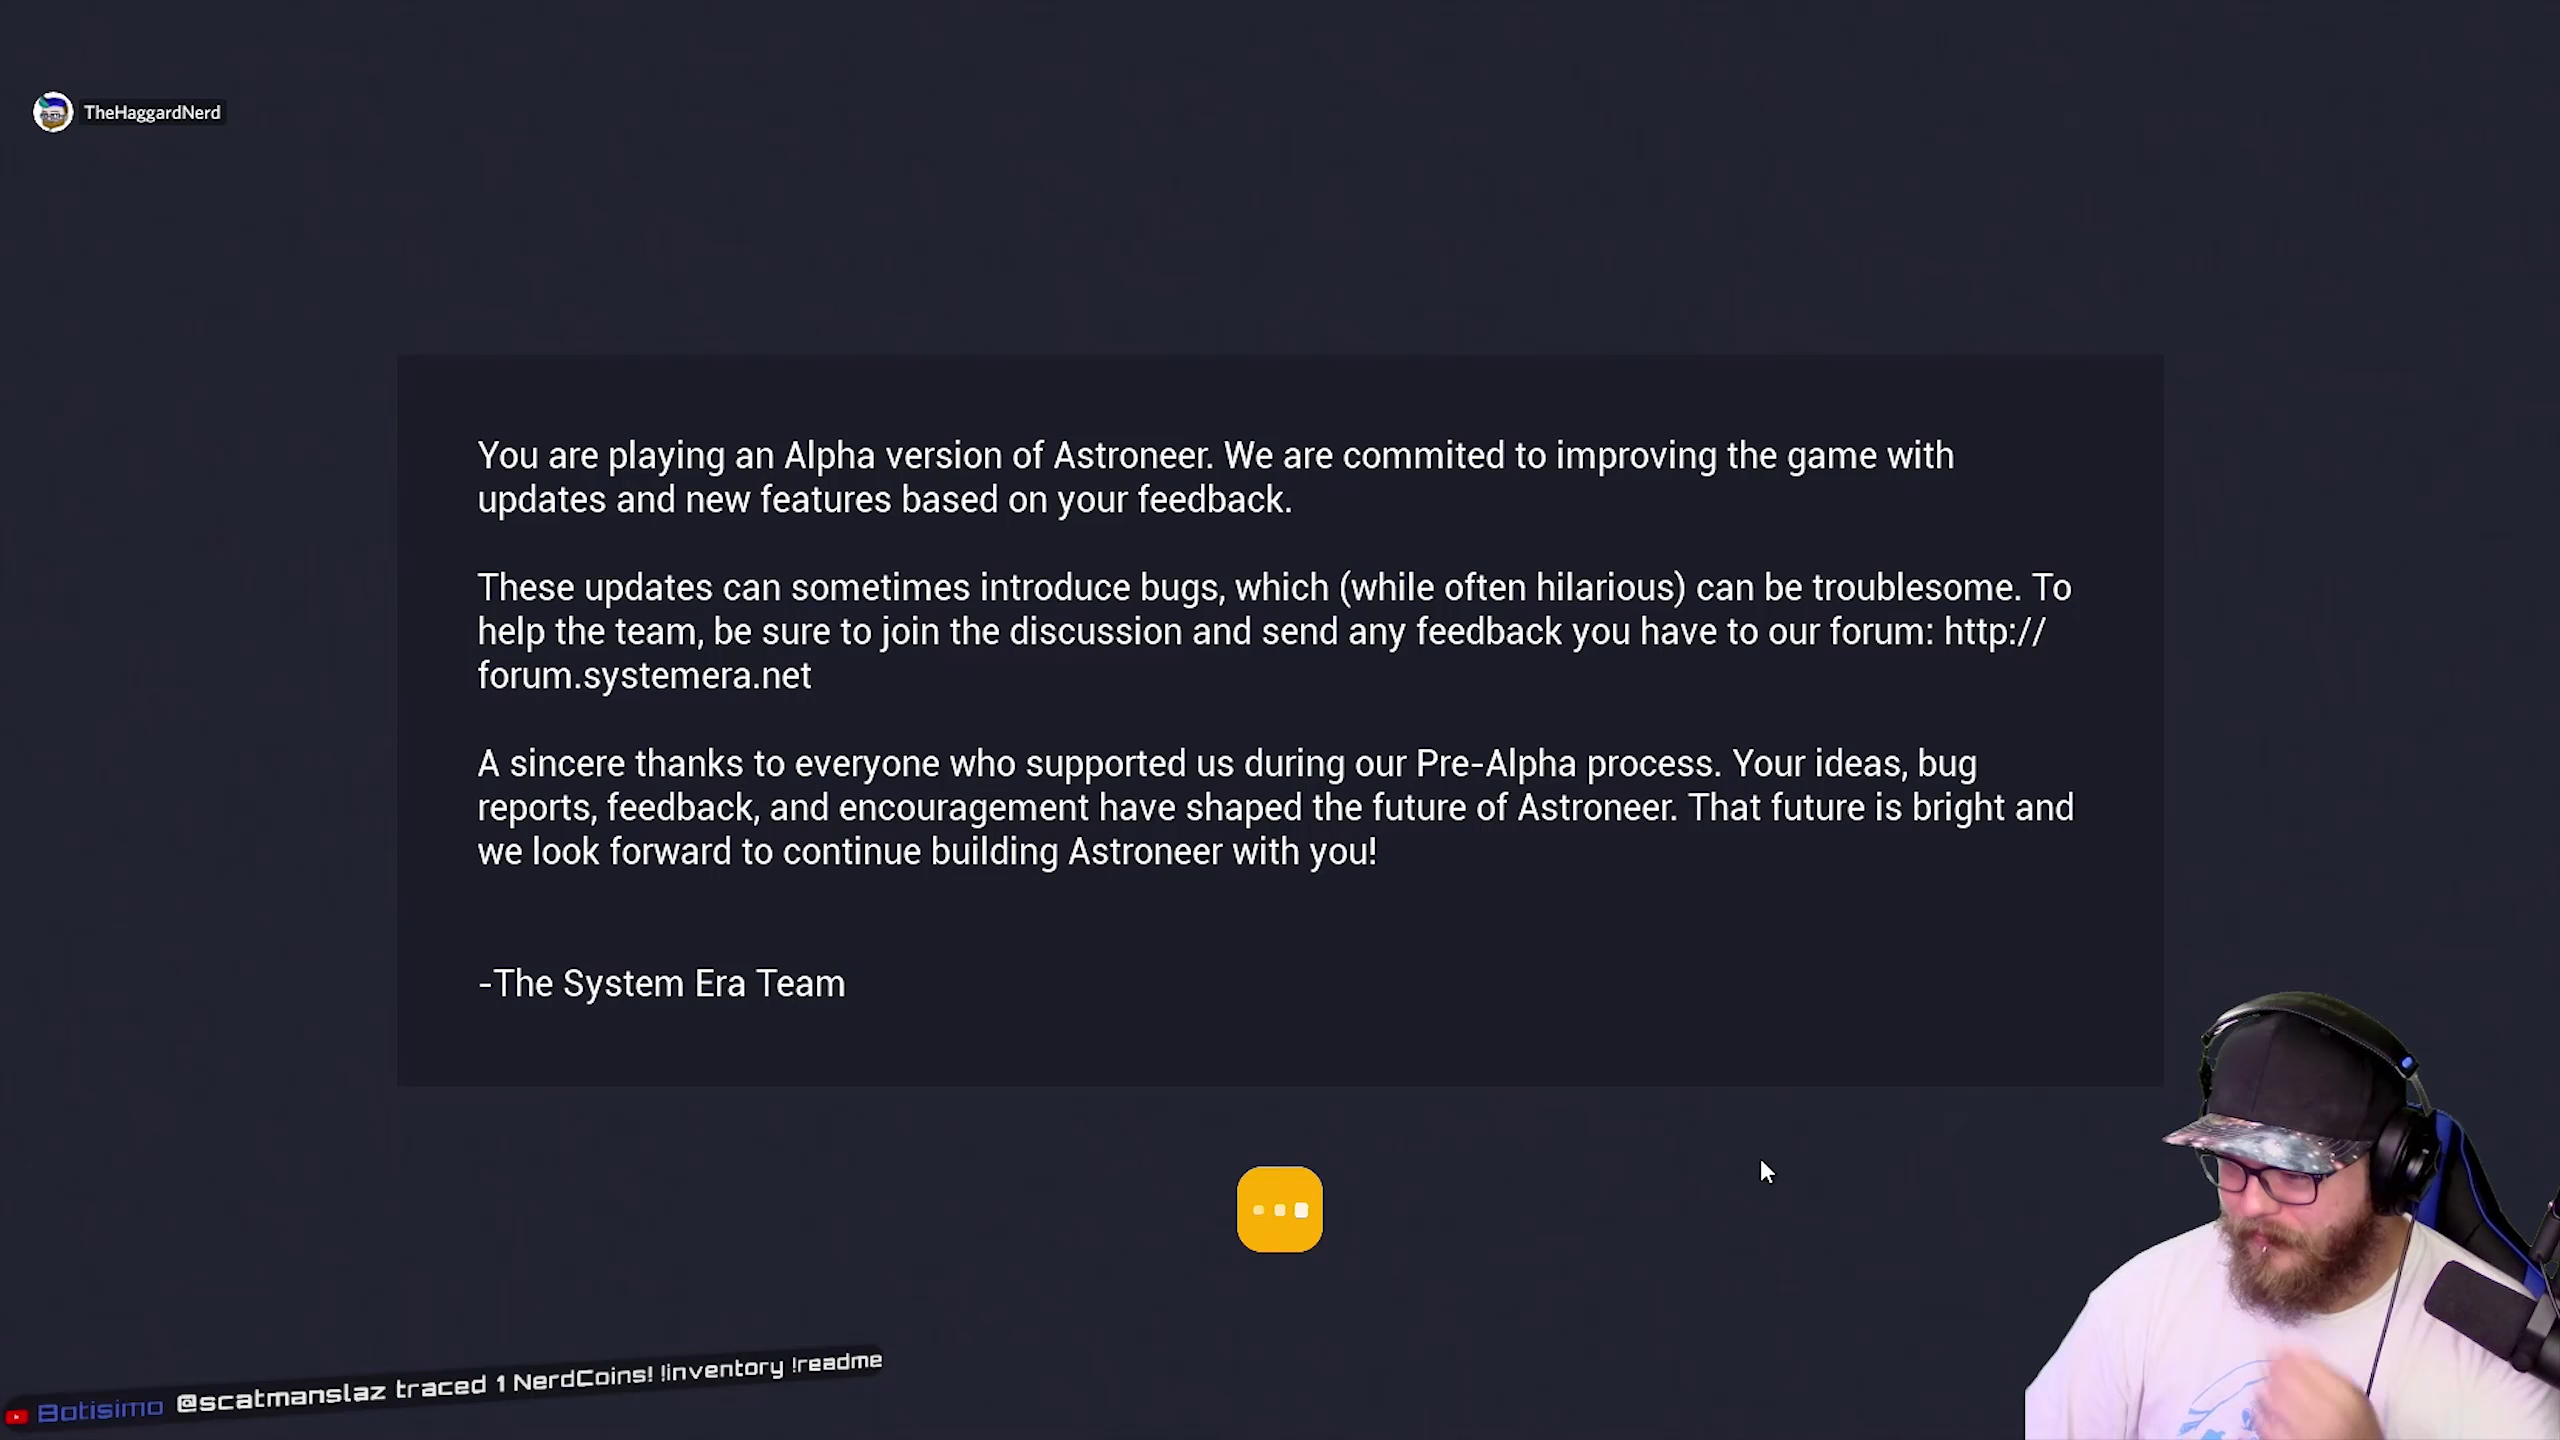 TheHaggardNerd
You are playing an Alpha version of Astroneer. We are commited to improving the game with
updates and new features based on your feedback.
These updates can sometimes introduce bugs, which (while often hilarious) can be troublesome. To
help the team, be sure to join the discussion and send any feedback you have to our forum: http://
forum.systemera.net
A sincere thanks to everyone who supported us during our Pre-Alpha process. Your ideas, bug
reports, feedback, and encouragement have shaped the future of Astroneer. That future is bright and
we look forward to continue building Astroneer with you!
-The System Era Team
Botisimo @scatmanslaz traced 1 NerdCoins! !inventory !readme